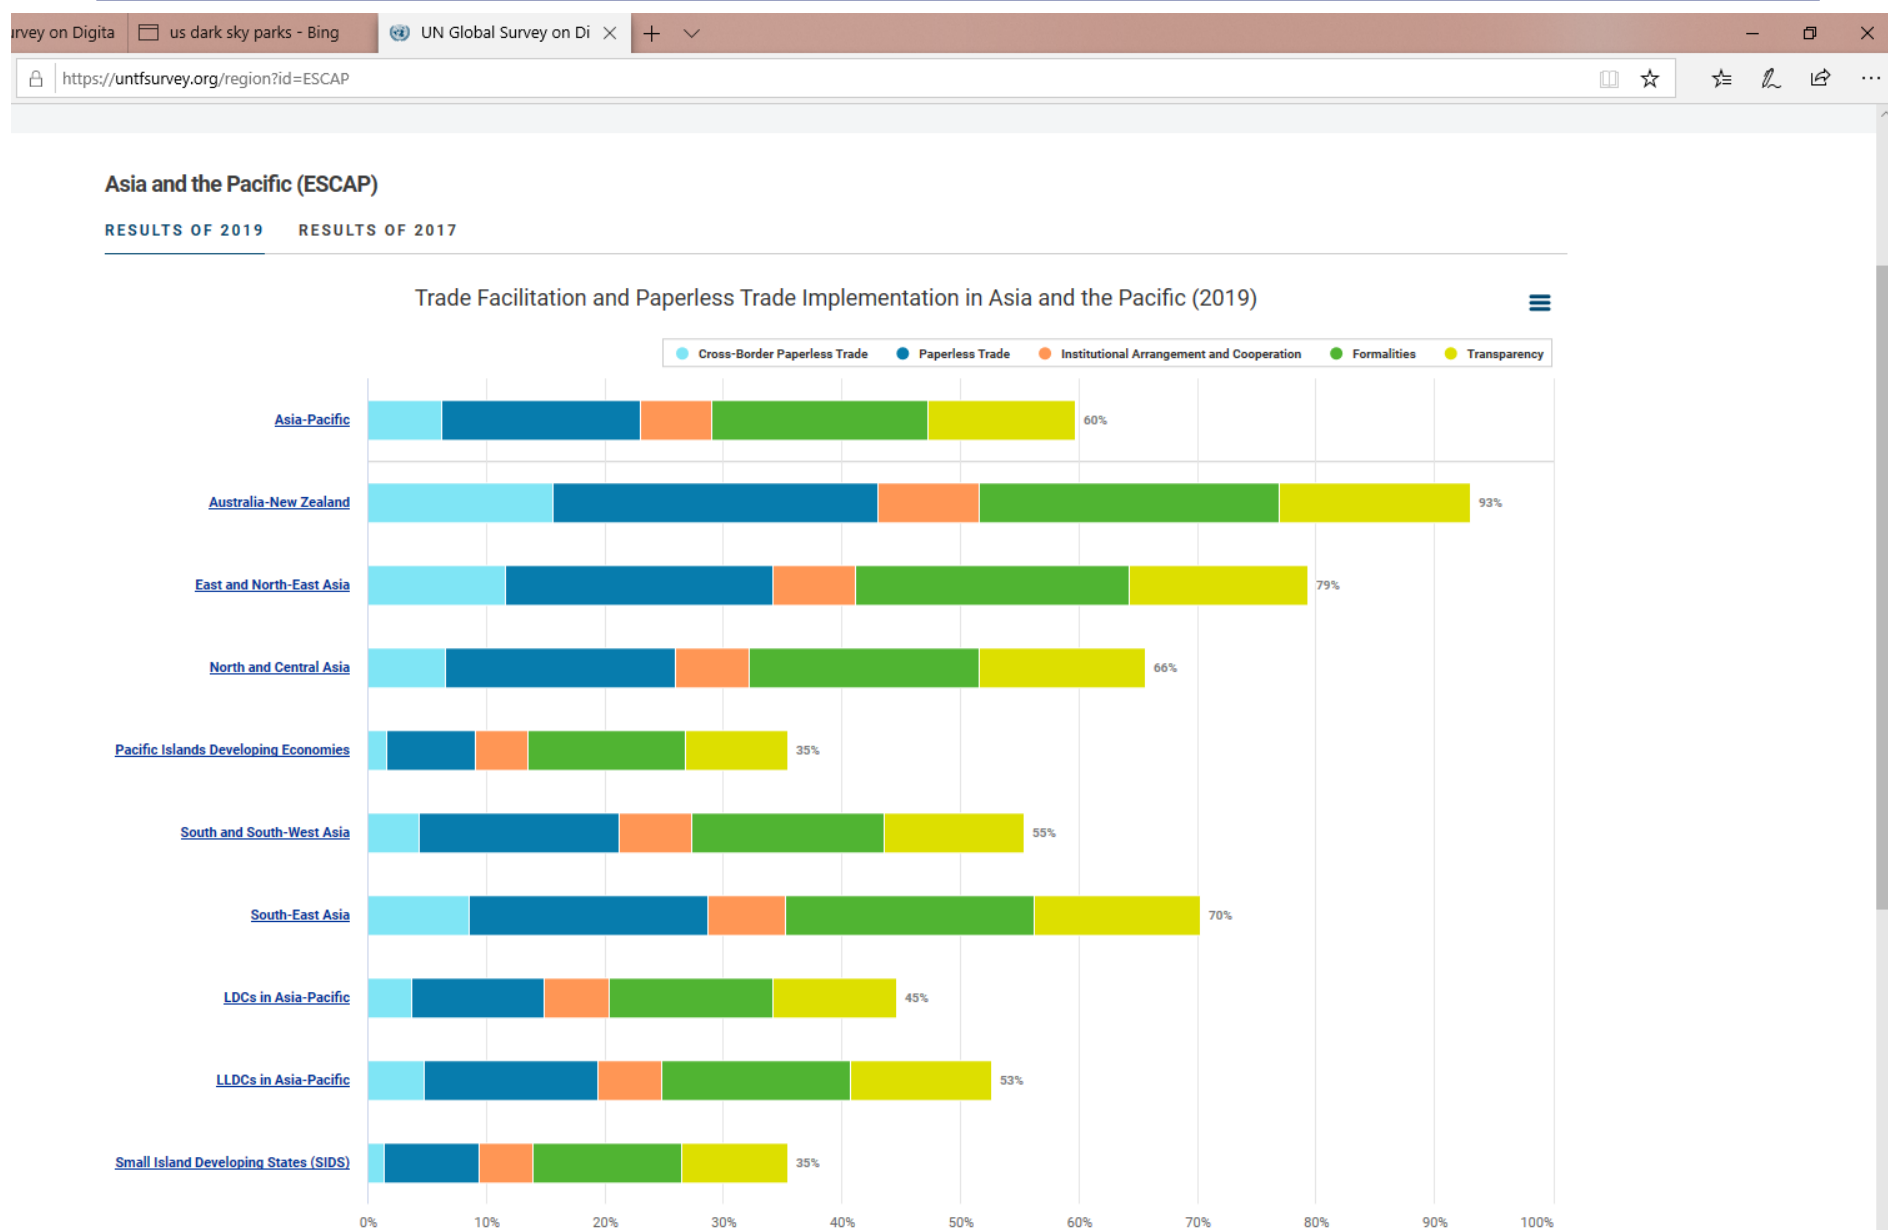 urvey on Digita
us dark sky parks - Bing
UN Global Survey on Di
https://untfsurvey.org/region?id=ESCAP
Asia and the Pacific (ESCAP)
RESULTS OF 2019 RESULTS OF 2017
Trade Facilitation and Paperless Trade Implementation in Asia and the Pacific (2019)
Cross-Border Paperless Trade Paperless Trade Institutional Arrangement and Cooperation Formalities Transparency
Asia-Pacific 60%
Australia-New Zealand 93%
East and North-East Asia 79%
North and Central Asia 66%
Pacific Islands Developing Economies 35%
South and South-West Asia 55%
South-East Asia 70%
LDCs in Asia-Pacific 45%
LLDCs in Asia-Pacific 53%
Small Island Developing States (SIDS) 35%
0% 10% 20% 30% 40% 50% 60% 70% 80% 90% 100%